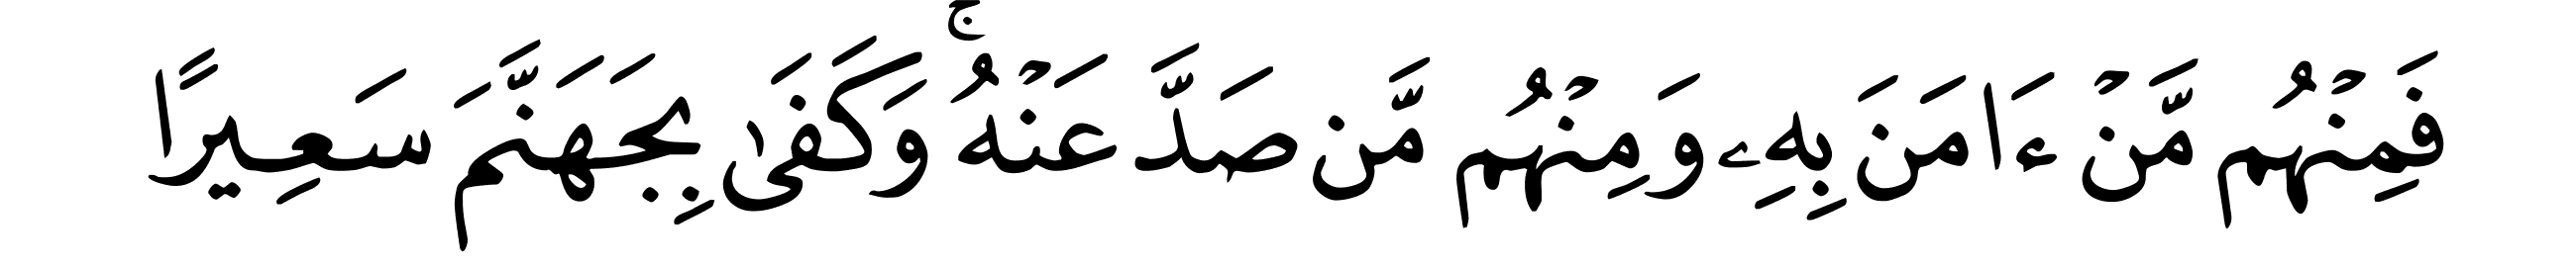 فَمِنۡهُم مَّنۡ ءَامَنَ بِهِۦ وَمِنۡهُم مَّن صَدَّ عَنۡهُۚ وَكَفَىٰ بِجَهَنَّمَ سَعِيرًا